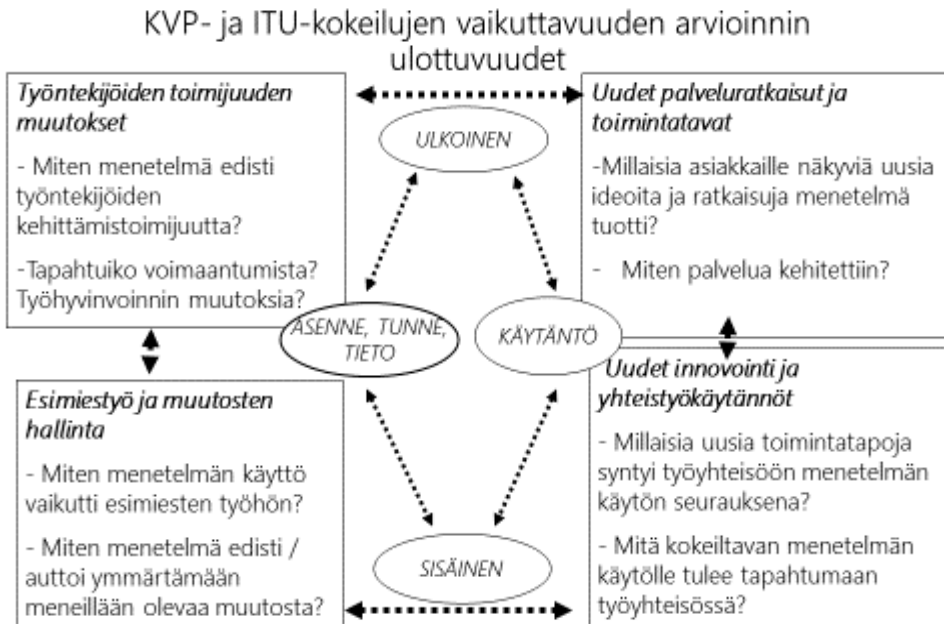 KVP- ja ITU-kokeilujen vaikuttavuuden arvioinnin
ulottuvuudet
Työntekijöiden toimijuuden
muutokset
- Miten menetelmä edisti
työntekijöiden
kehittämistoimijuutta?
-Tapahtuiko voimaantumista?
Työhyvinvoinnin muutoksia?
ULKOINEN
Uudet palveluratkaisut ja
toimintatavat
-Millaisia asiakkaille näkyviä uusia
ideoita ja ratkaisuja menetelmä
tuotti?
- Miten palvelua kehitettiin?
ASENNE, TUNNE,
TIETO
KÄYTÄNTÖ
Esimiestyö ja muutosten
hallinta
- Miten menetelmän käyttö
vaikutti esimiesten työhön?
- Miten menetelmä edisti /
auttoi ymmärtämään
meneillään olevaa muutosta?
SISÄINEN
Uudet innovointi ja
yhteistyökäytännöt
- Millaisia uusia toimintatapoja
syntyi työyhteisöön menetelmän
käytön seurauksena?
- Mitä kokeiltavan menetelmän
käytölle tulee tapahtumaan
työyhteisössä?